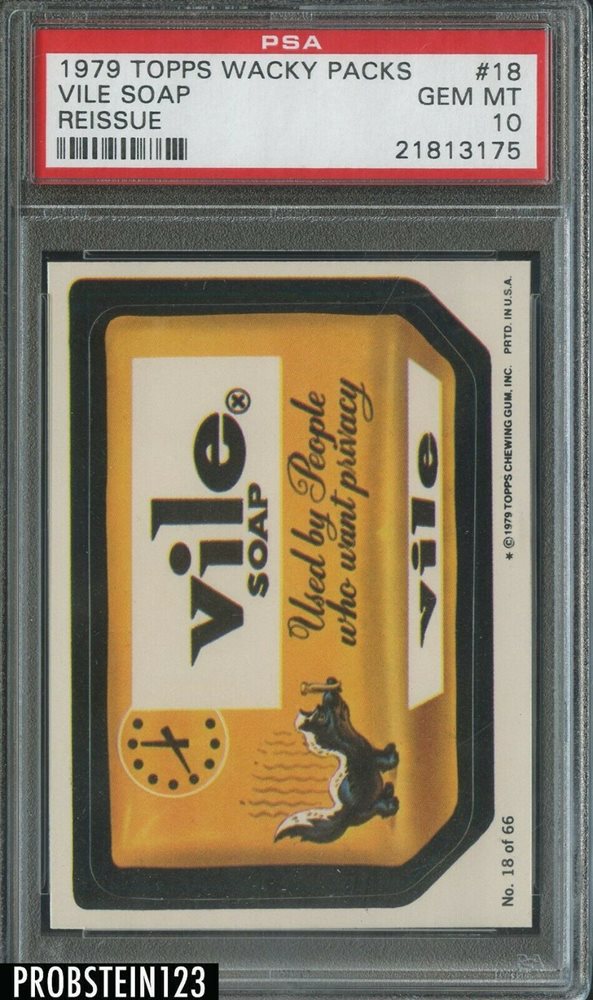 PSA
1979 TOPPS WACKY PACKS #18
VILE SOAP GEM MT
REISSUE 10
21813175
vile®
SOAP
Used by People
who want privacy
vile
No. 18 of 66 * © 1979 TOPPS CHEWING GUM, INC. PRTD. IN U.S.A.
PROBSTEIN123